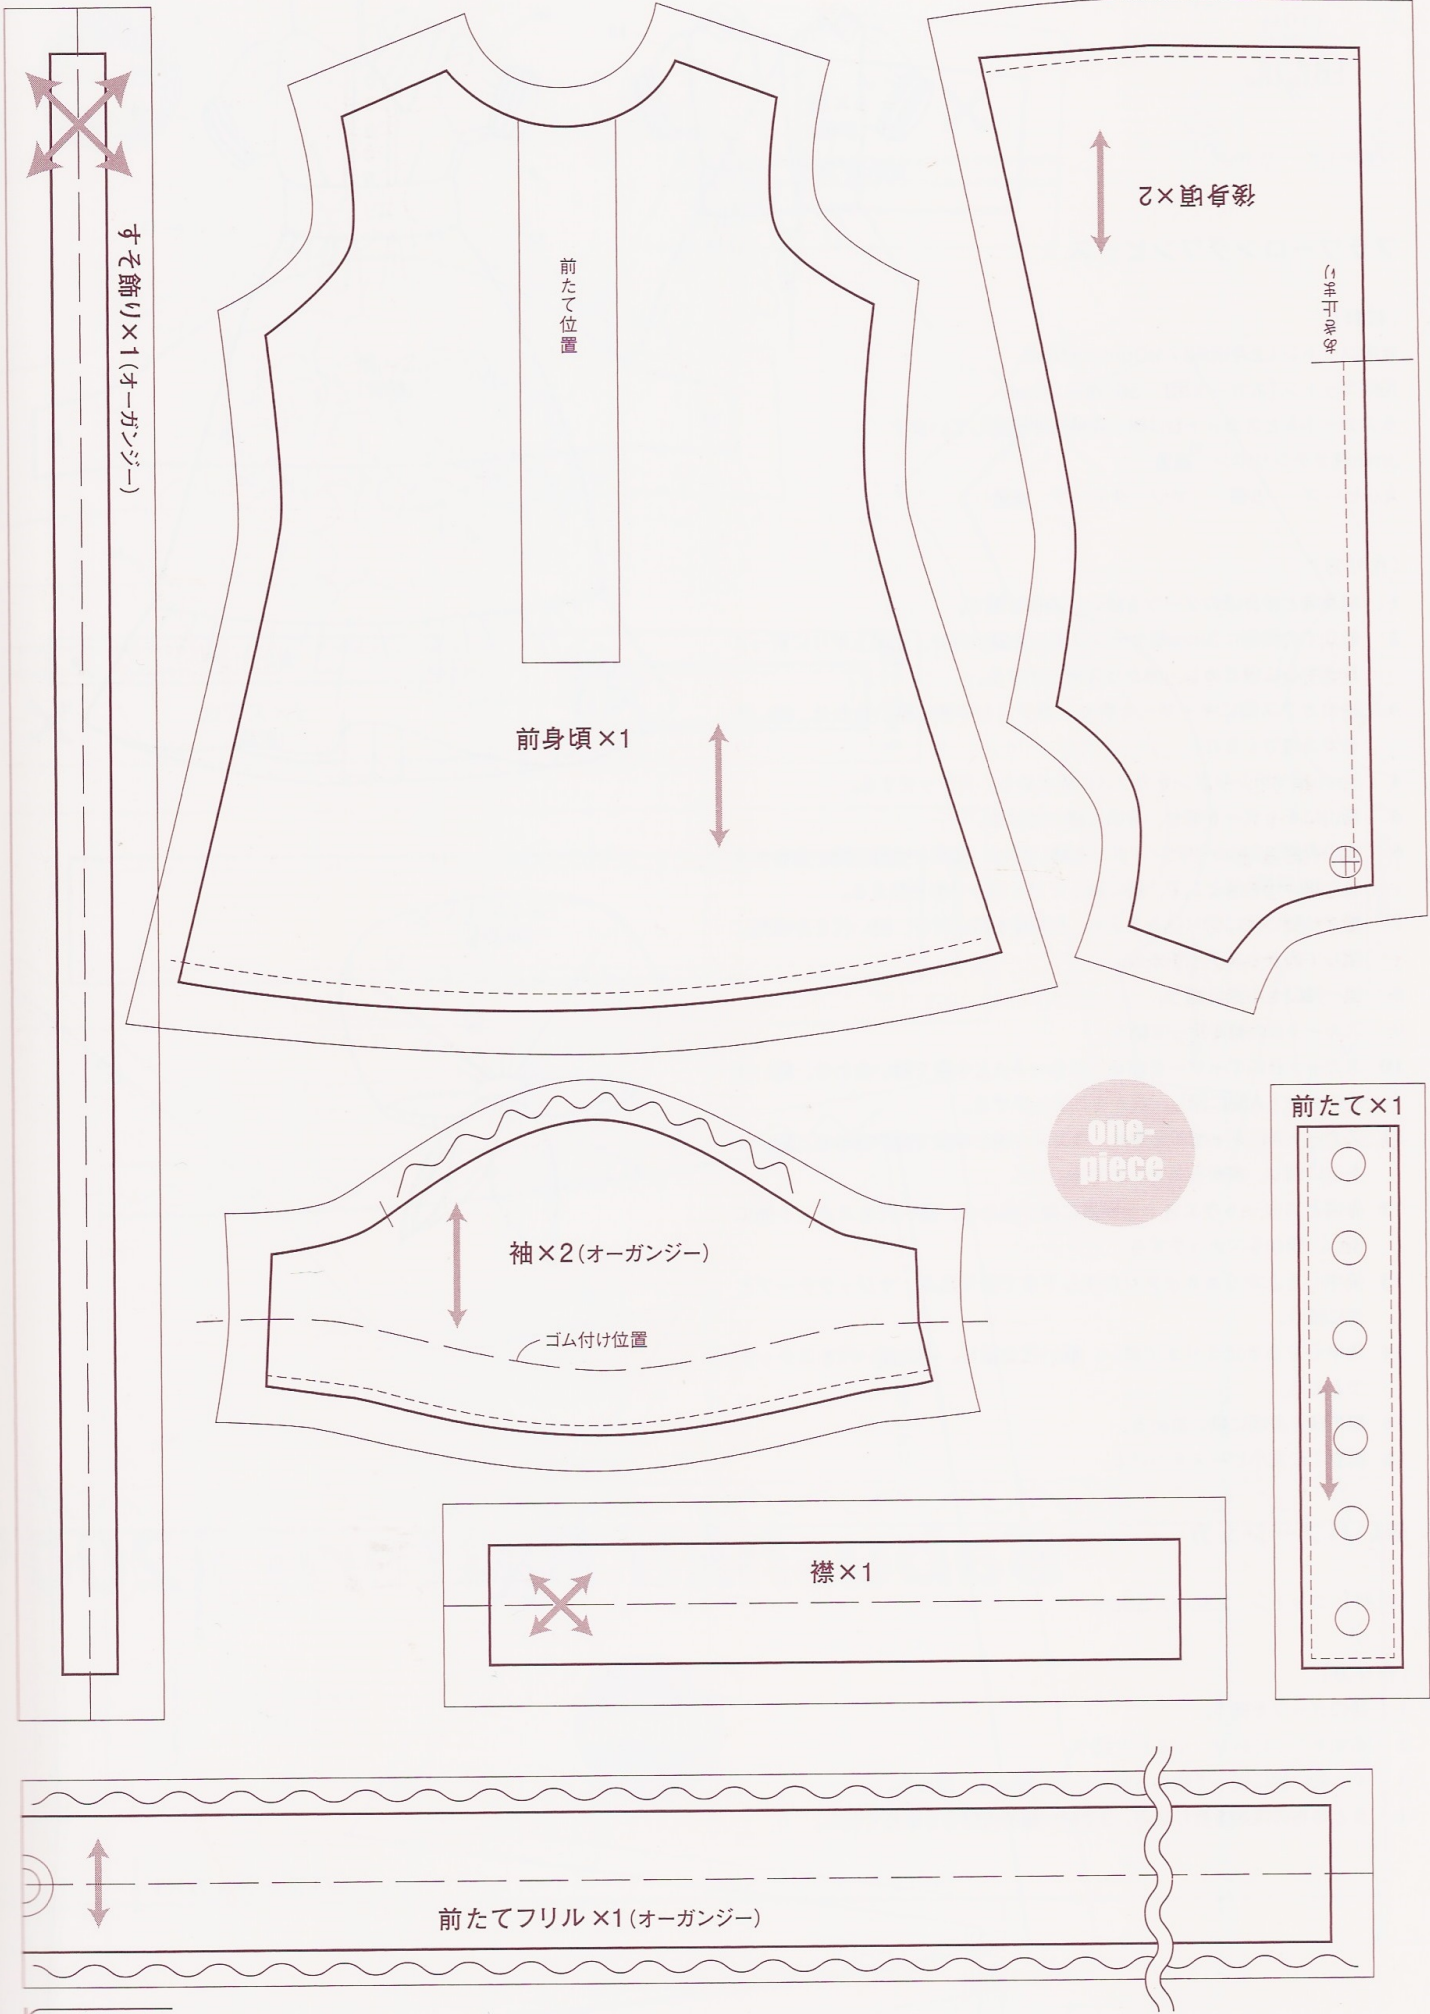 すそ飾り×1(オーガンジー)
前たて位置
前身頃×1
後身頃×2
あき止まり
袖×2(オーガンジー)
ゴム付け位置
one-
piece
前たて×1
襟×1
前たてフリル×1(オーガンジー)